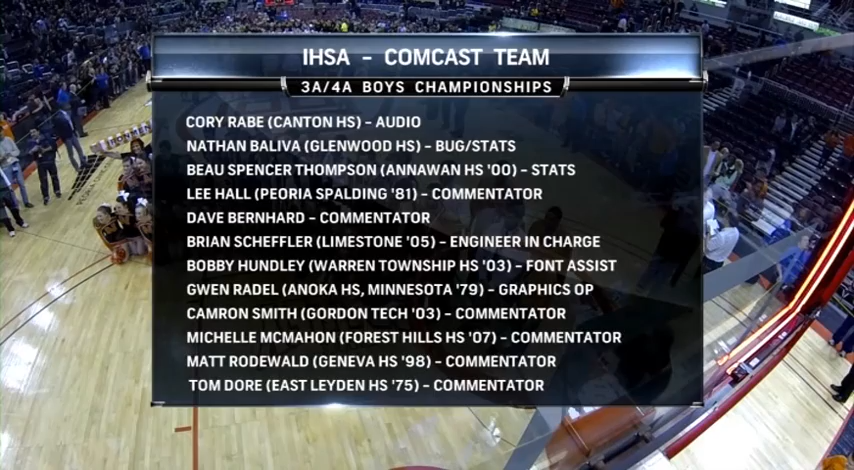 IHSA - COMCAST TEAM
3A/4A BOYS CHAMPIONSHIPS
CORY RABE (CANTON HS) - AUDIO
NATHAN BALIVA (GLENWOOD HS) - BUG/STATS
BEAU SPENCER THOMPSON (ANNAWAN HS '00) - STATS
LEE HALL (PEORIA SPALDING '81) - COMMENTATOR
DAVE BERNHARD - COMMENTATOR
BRIAN SCHEFFLER (LIMESTONE '05) - ENGINEER IN CHARGE
BOBBY HUNDLEY (WARREN TOWNSHIP HS '03) - FONT ASSIST
GWEN RADEL (ANOKA HS, MINNESOTA '79) - GRAPHICS OP
CAMRON SMITH (GORDON TECH '03) - COMMENTATOR
MICHELLE MCMAHON (FOREST HILLS HS '07) - COMMENTATOR
MATT RODEWALD (GENEVA HS '98) - COMMENTATOR
TOM DORE (EAST LEYDEN HS '75) - COMMENTATOR